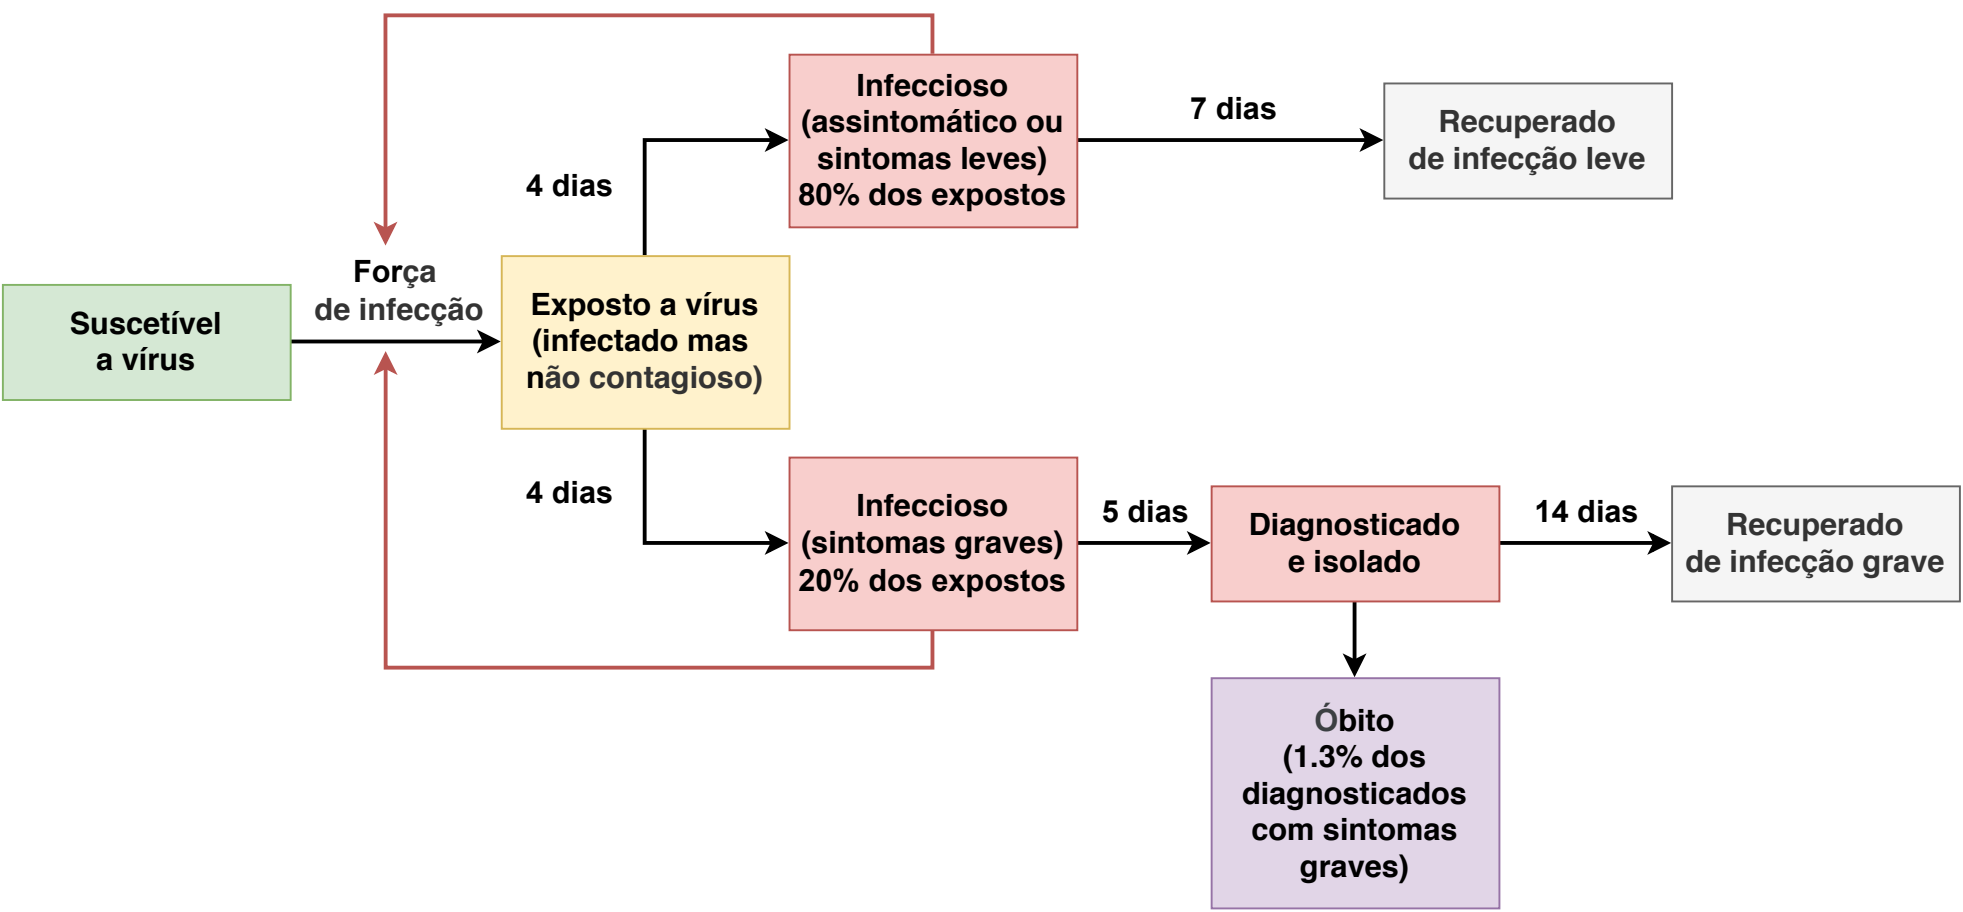 Infeccioso
(assintomático ou
sintomas leves)
80% dos expostos
7 dias
Recuperado
de infecção leve
4 dias
Força
de infecção
Suscetível
a vírus
Exposto a vírus
(infectado mas
não contagioso)
4 dias
Infeccioso
(sintomas graves)
20% dos expostos
5 dias
Diagnosticado
e isolado
14 dias
Recuperado
de infecção grave
Óbito
(1.3% dos
diagnosticados
com sintomas
graves)